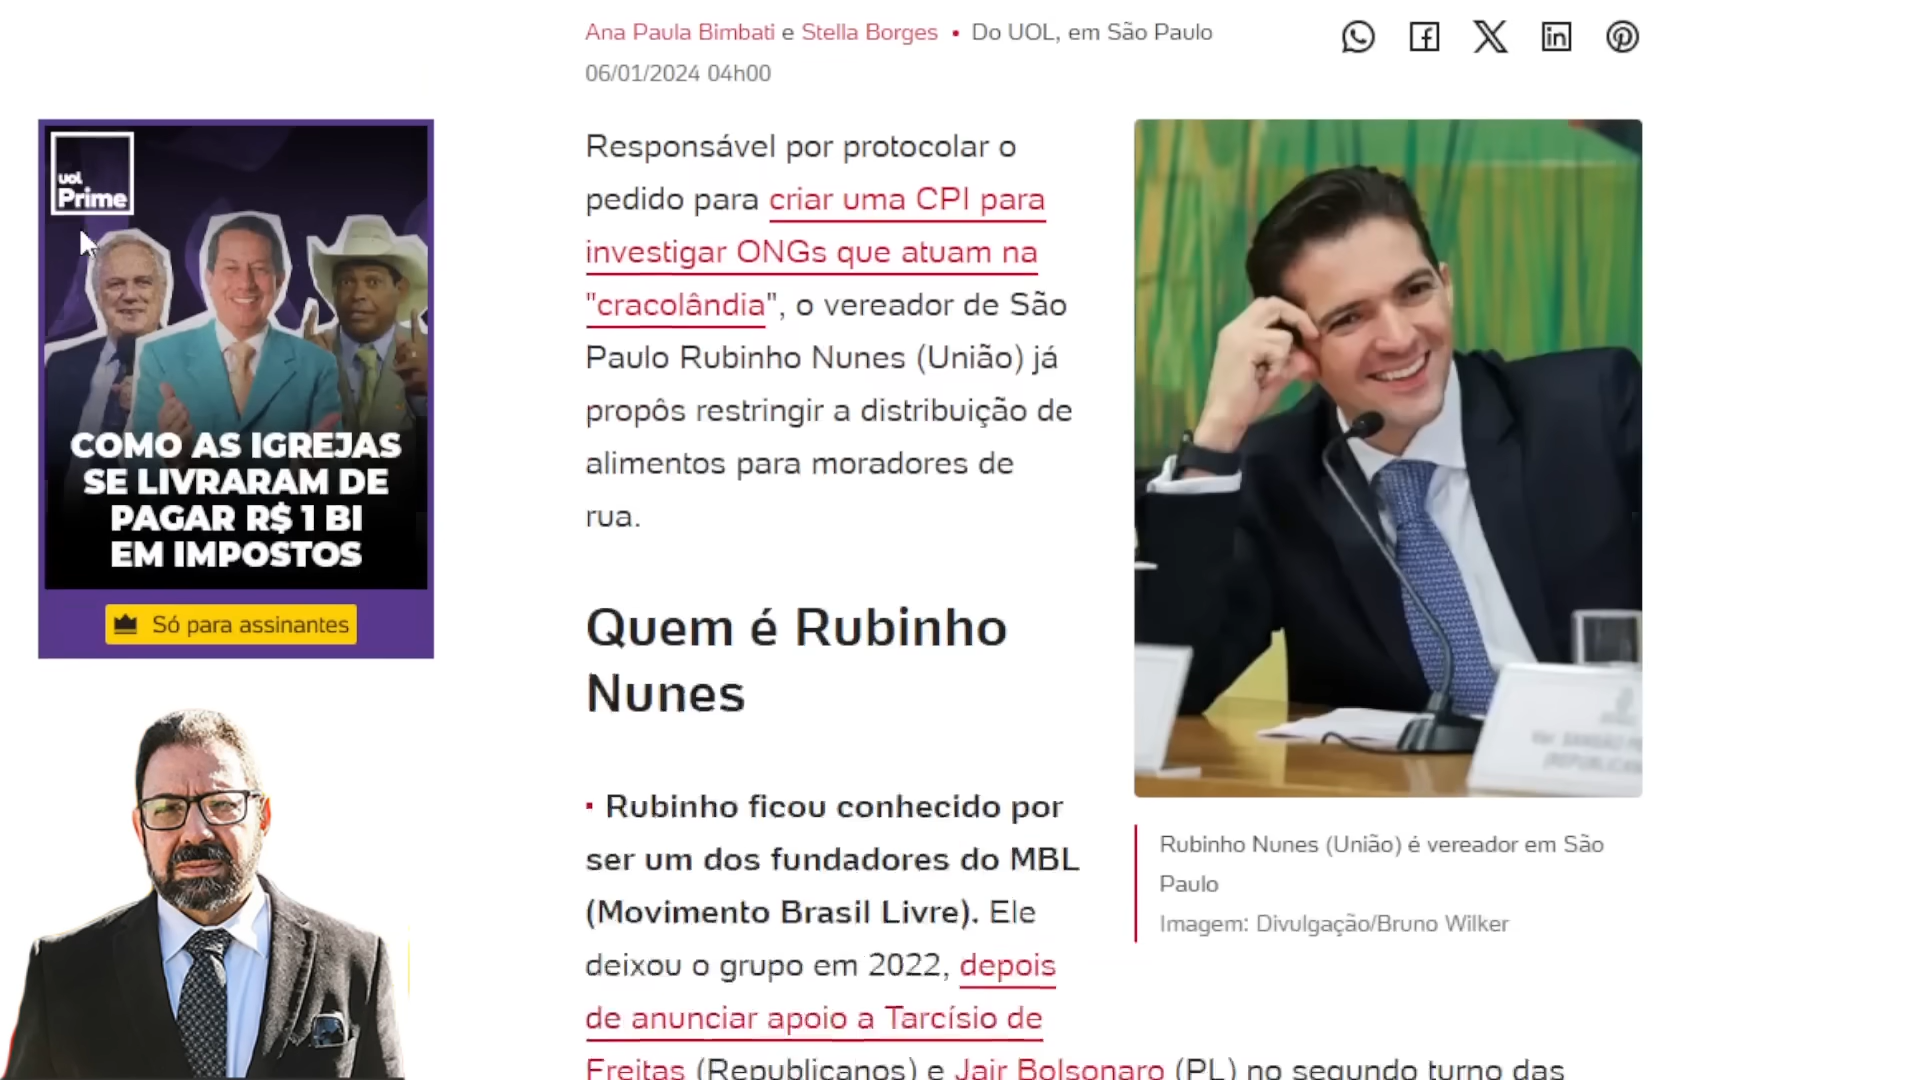 Ana Paula Bimbati e Stella Borges • Do UOL, em São Paulo
06/01/2024 04h00
uol
Prime
COMO AS IGREJAS
SE LIVRARAM DE
PAGAR R$ 1 BI
EM IMPOSTOS
Só para assinantes
Responsável por protocolar o
pedido para criar uma CPI para
investigar ONGs que atuam na
"cracolândia", o vereador de São
Paulo Rubinho Nunes (União) já
propôs restringir a distribuição de
alimentos para moradores de
rua.
Quem é Rubinho
Nunes
Rubinho ficou conhecido por
ser um dos fundadores do MBL
(Movimento Brasil Livre). Ele
deixou o grupo em 2022, depois
de anunciar apoio a Tarcísio de
Freitas (Republicanos) e Jair Bolsonaro (PL) no segundo turno das
Rubinho Nunes (União) é vereador em São
Paulo
Imagem: Divulgação/Bruno Wilker